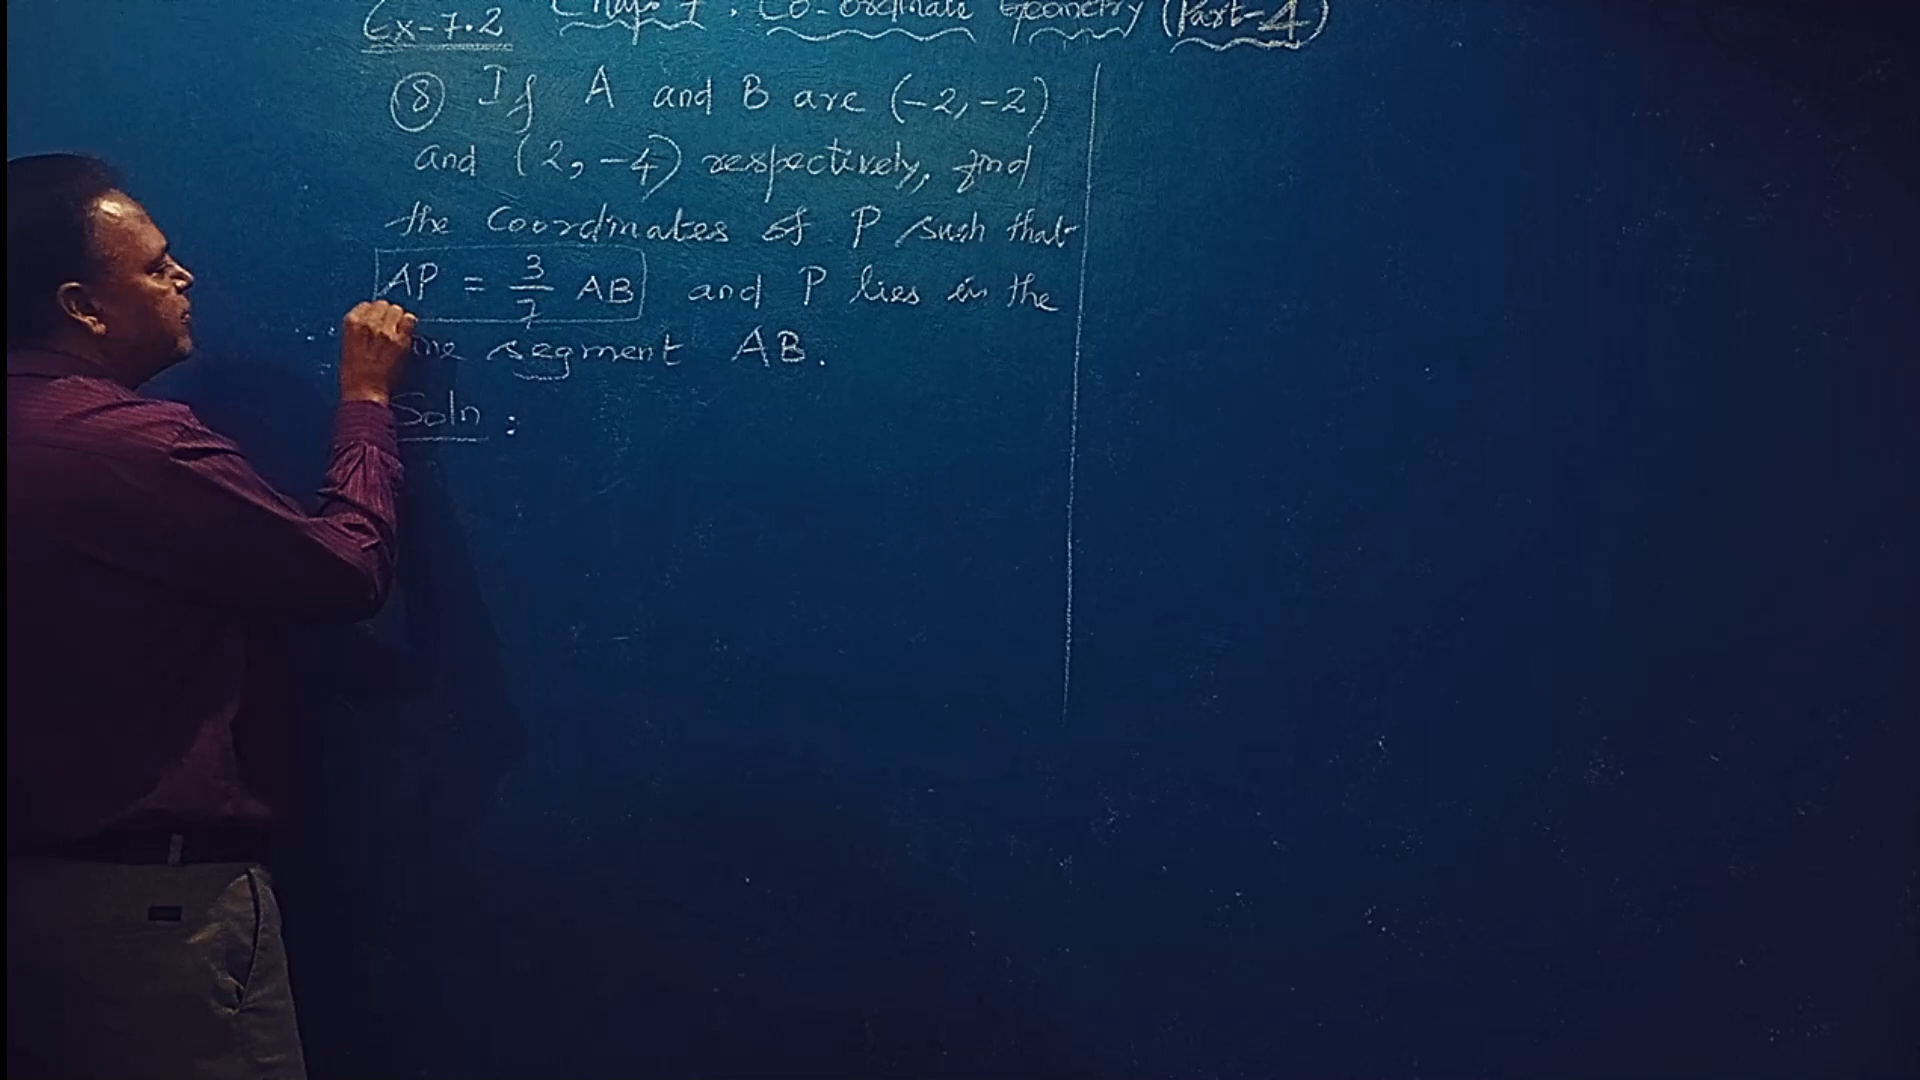 Ex-7.2 Chap 7. Co-ordinate Geometry (Part-4)
⑧ If A and B are (-2,-2)
and (2, -4) respectively, find
the coordinates of P such that
AP = 3/7 AB and P lies in the
line segment AB.
Soln :